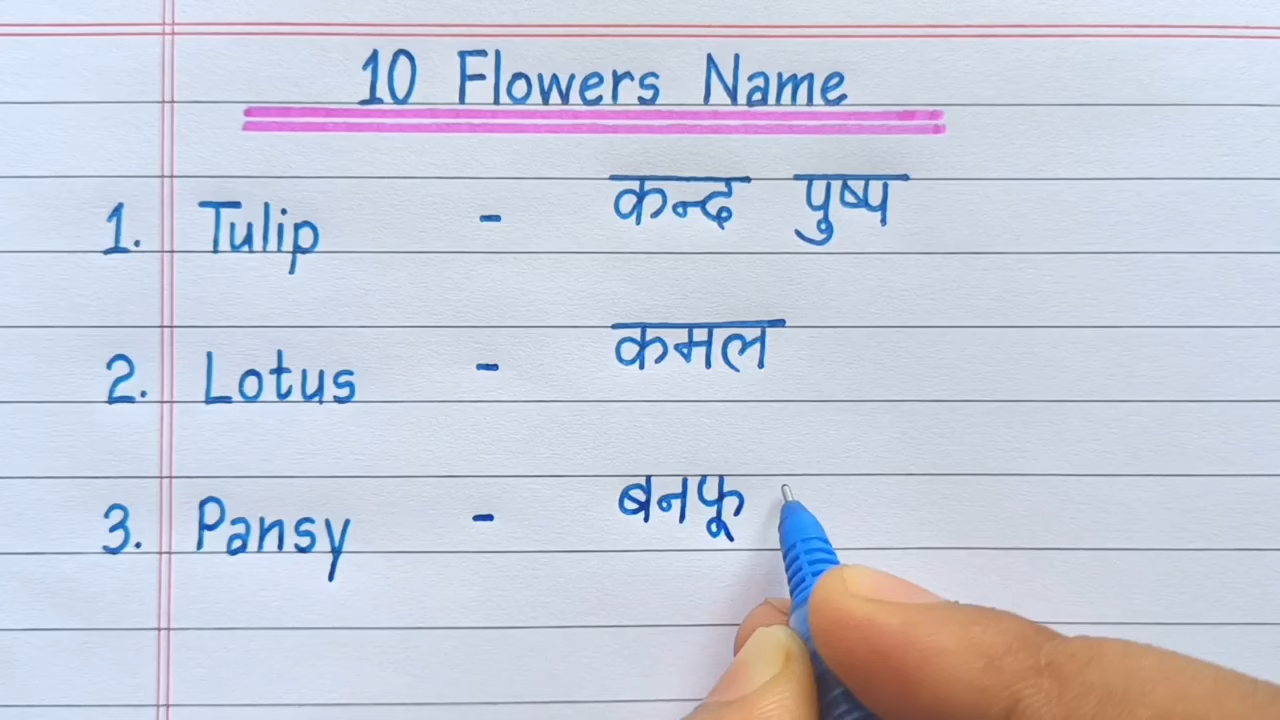 10 Flowers Name
1. Tulip - कन्द पुष्प
2. Lotus - कमल
3. Pansy - बनफू